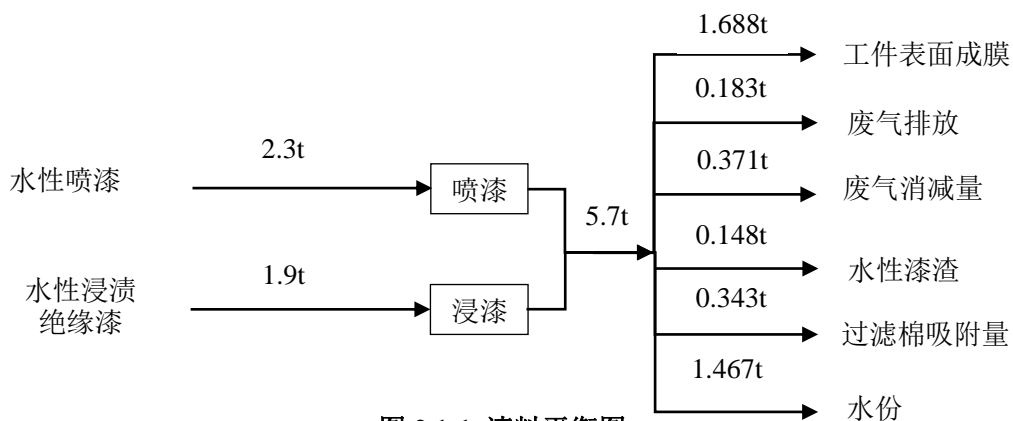 1.688t
工件表面成膜
0.183t
废气排放
2.3t
水性喷漆
喷漆
0.371t
废气消减量
5.7t
0.148t
水性漆渣
1.9t
水性浸渍
绝缘漆
浸漆
0.343t
过滤棉吸附量
1.467t
水份